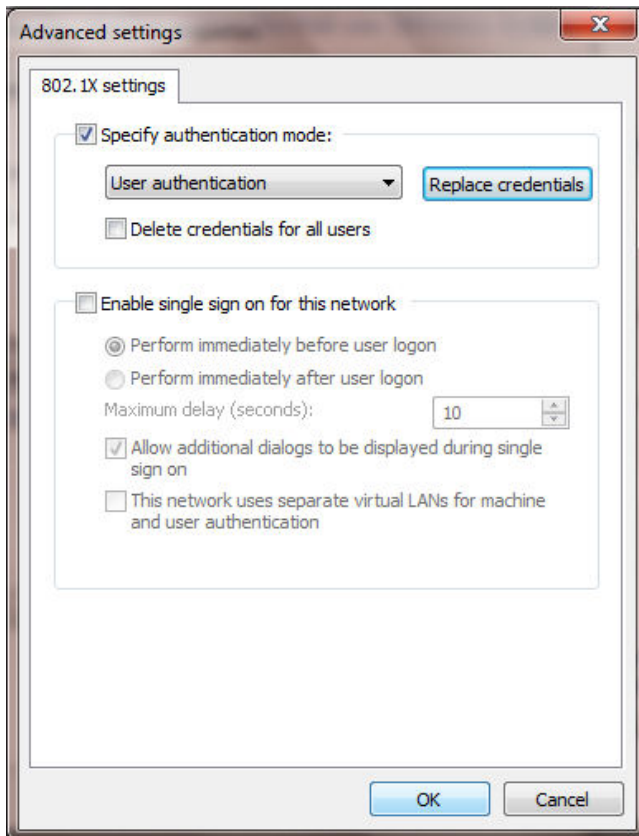 Advanced settings
802.1X settings
Specify authentication mode:
User authentication
Replace credentials
Delete credentials for all users
Enable single sign on for this network
Perform immediately before user logon
Perform immediately after user logon
Maximum delay (seconds):
10
Allow additional dialogs to be displayed during single
sign on
This network uses separate virtual LANs for machine
and user authentication
OK
Cancel